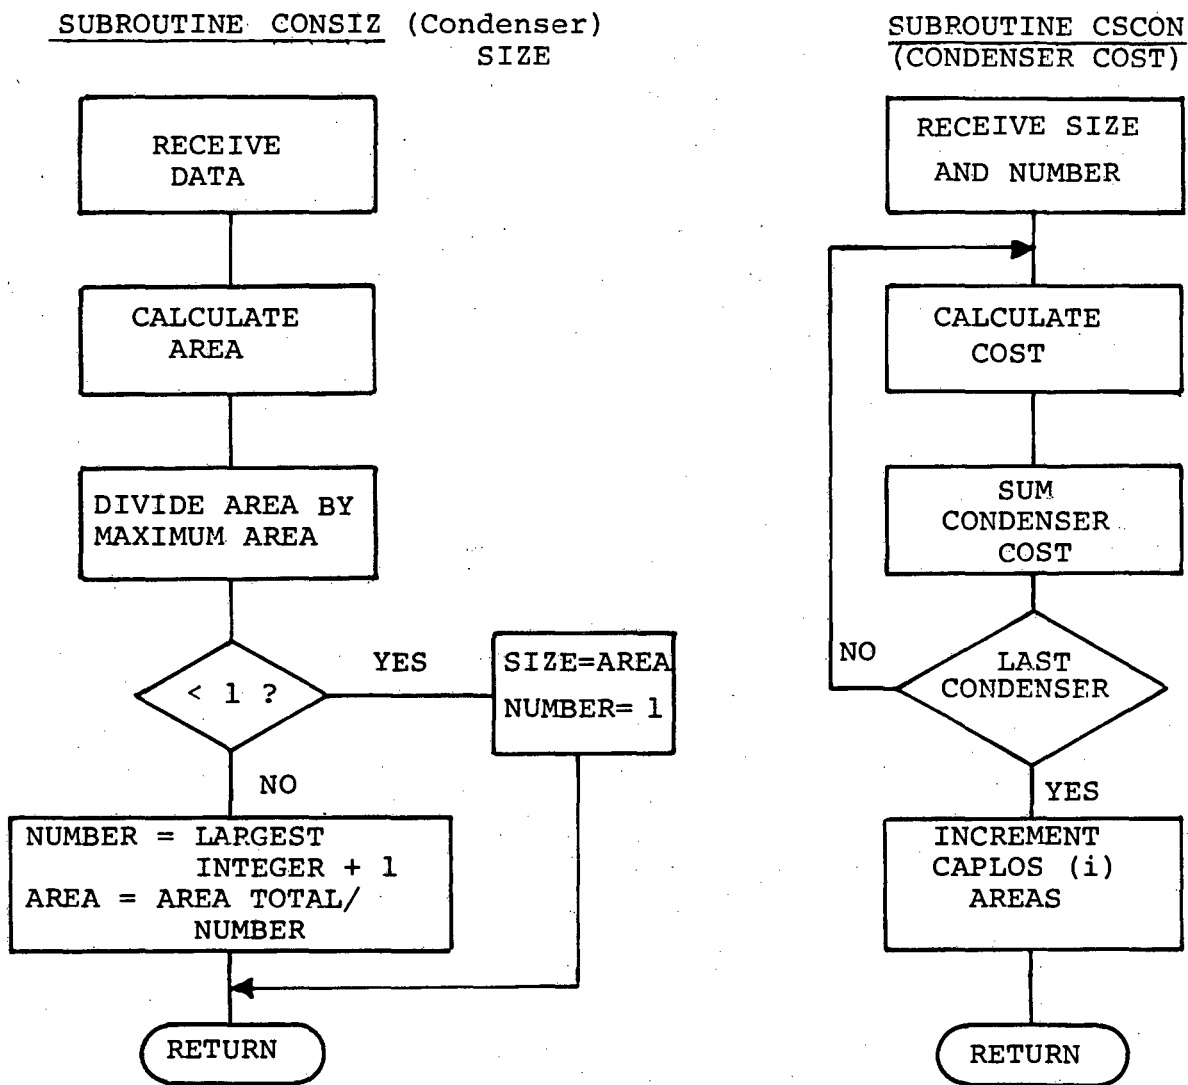 SUBROUTINE CONSIZ (Condenser)
SIZE
RECEIVE
DATA
CALCULATE
AREA
DIVIDE AREA BY
MAXIMUM AREA
< 1 ?
YES
SIZE=AREA
NUMBER= 1
NO
NUMBER = LARGEST
INTEGER + 1
AREA = AREA TOTAL/
NUMBER
RETURN
SUBROUTINE CSCON
(CONDENSER COST)
RECEIVE SIZE
AND NUMBER
CALCULATE
COST
SUM
CONDENSER
COST
NO
LAST
CONDENSER
YES
INCREMENT
CAPLOS (i)
AREAS
RETURN